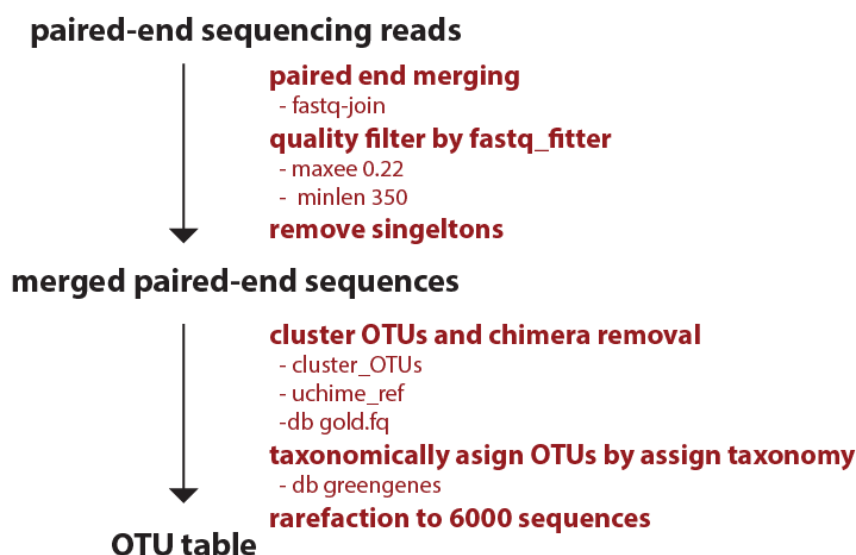 paired-end sequencing reads
paired end merging
- fastq-join
quality filter by fastq_fitter
- maxee 0.22
- minlen 350
remove singeltons
merged paired-end sequences
cluster OTUs and chimera removal
- cluster_OTUs
- uchime_ref
-db gold.fq
taxonomically asign OTUs by assign taxonomy
- db greengenes
rarefaction to 6000 sequences
OTU table